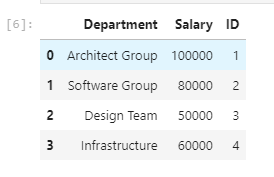 [6]:
Department Salary ID
0 Architect Group 100000 1
1 Software Group 80000 2
2 Design Team 50000 3
3 Infrastructure 60000 4